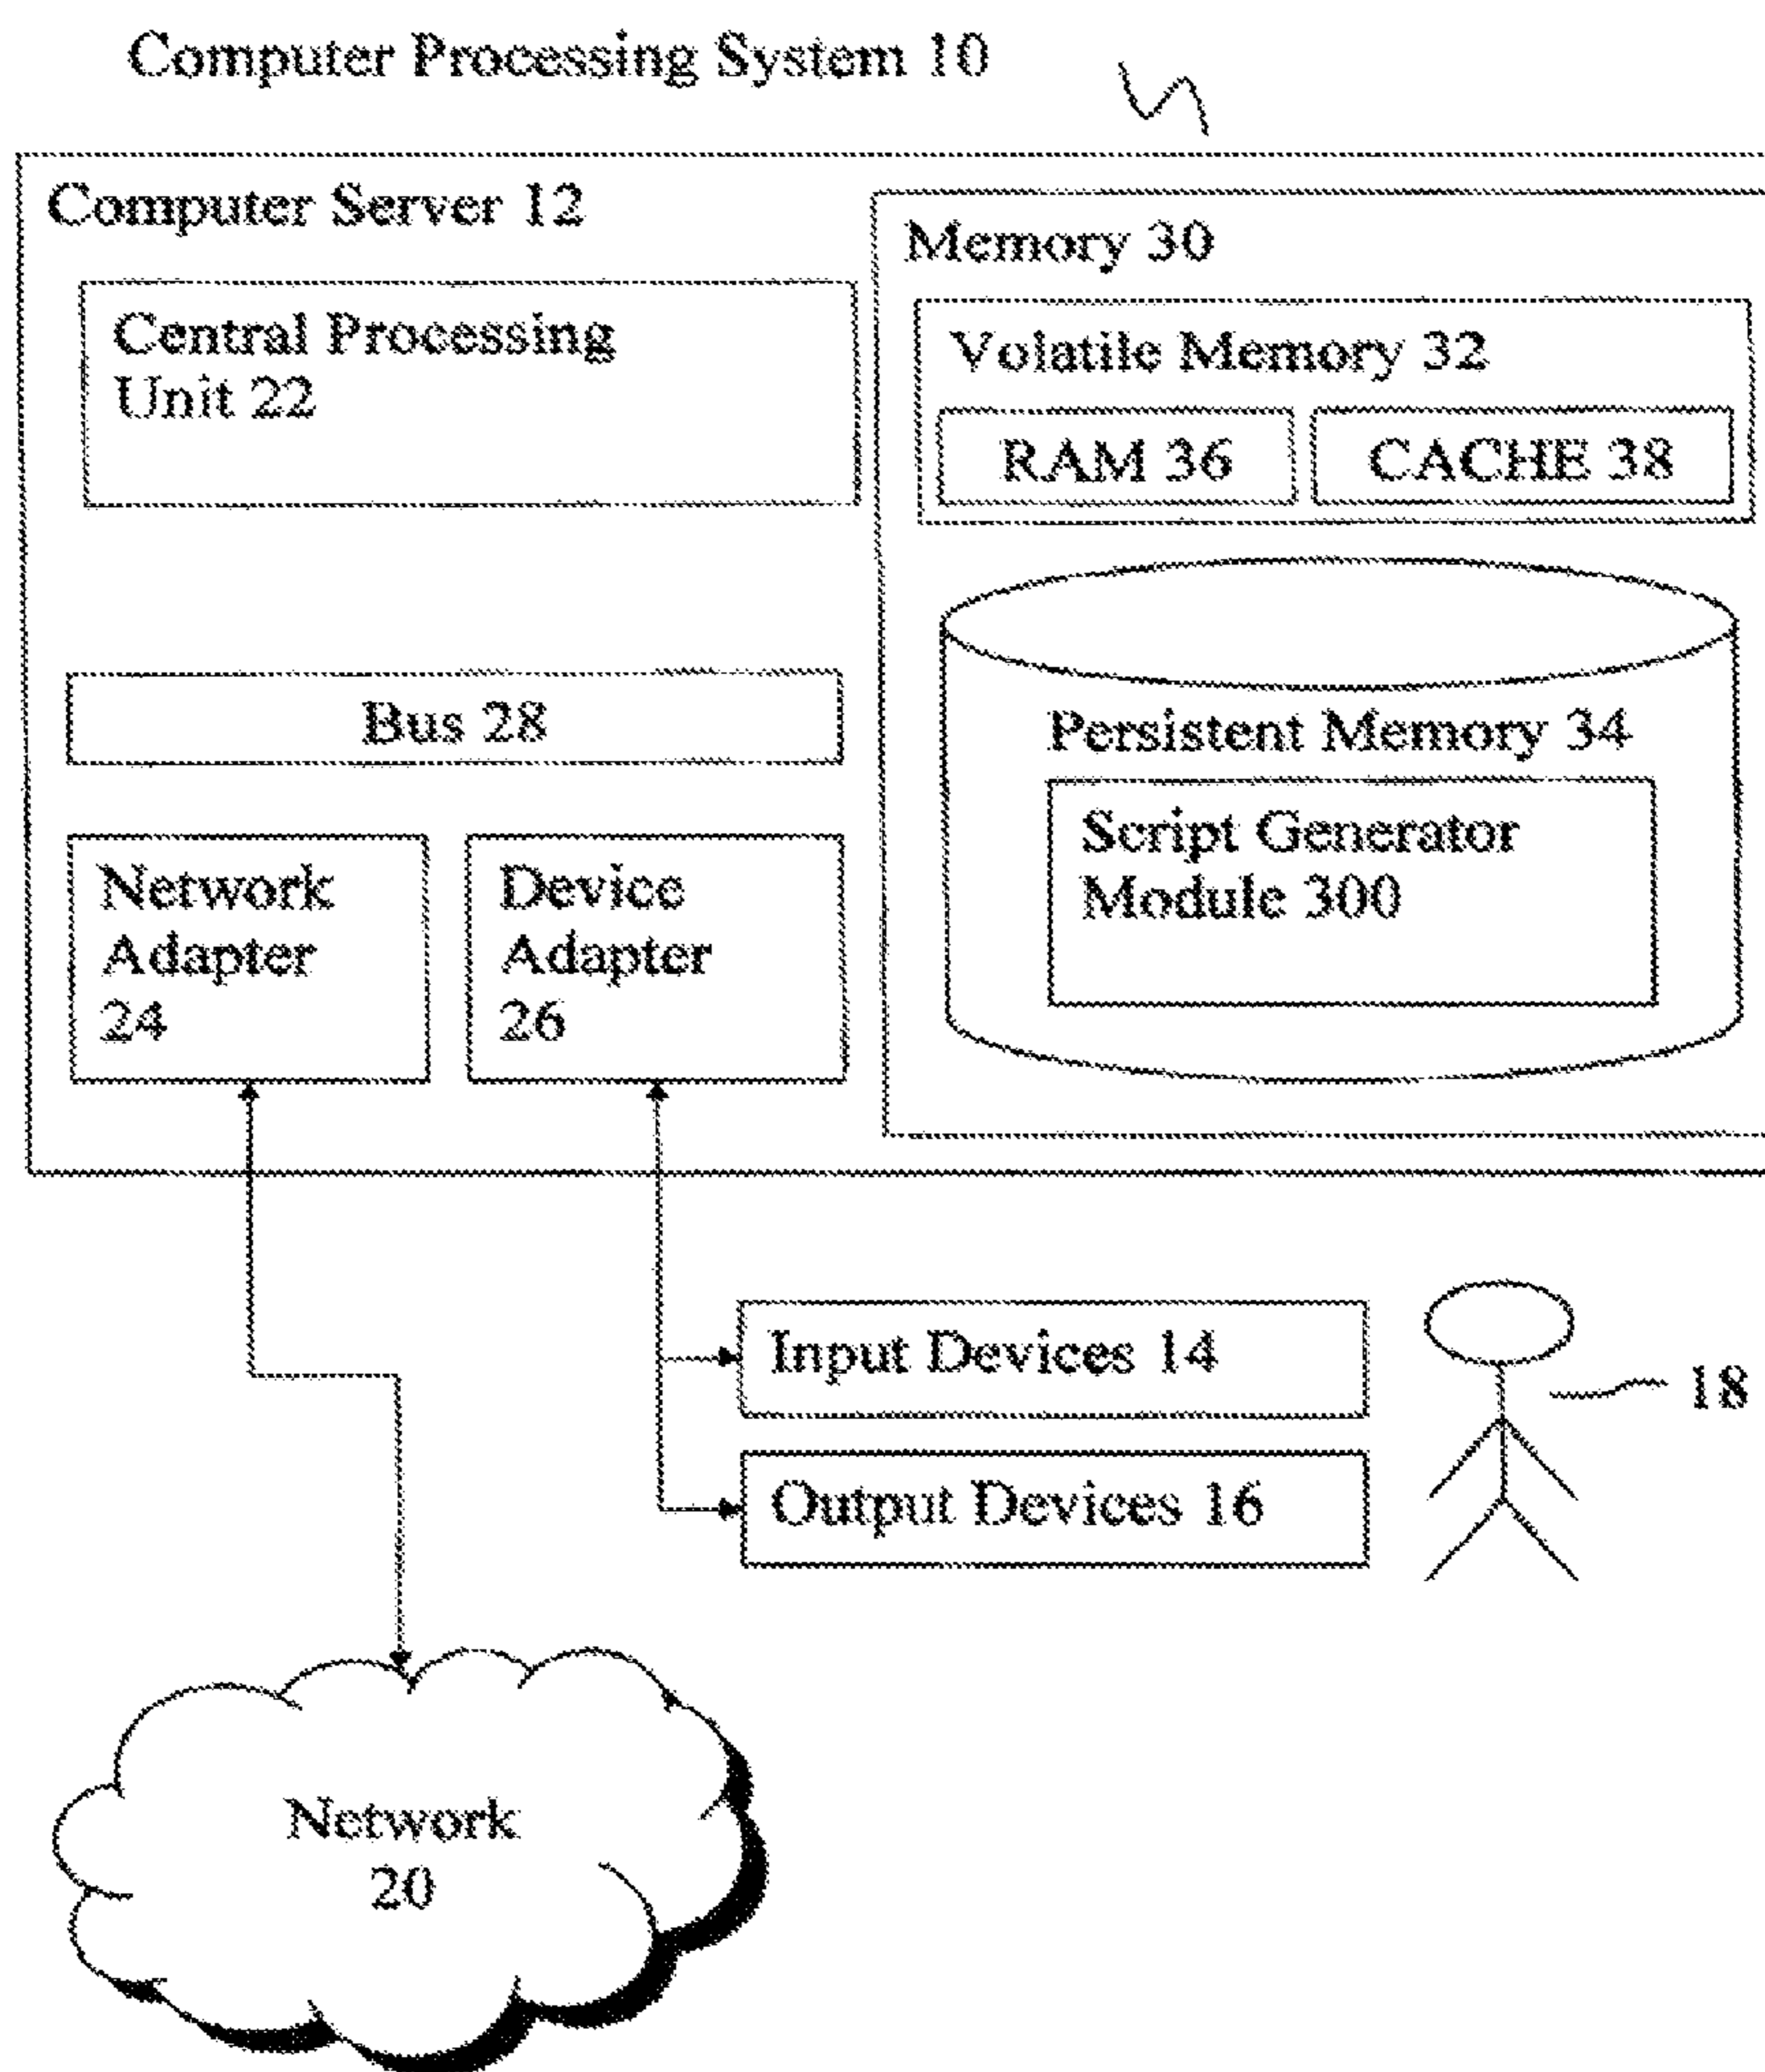 Computer Processing System 10
Computer Server 12
Central Processing
Unit 22
Bus 28
Network
Adapter
24
Device
Adapter
26
Memory 30
Volatile Memory 32
RAM 36
CACHE 38
Persistent Memory 34
Script Generator
Module 300
Input Devices 14
Output Devices 16
18
Network
20